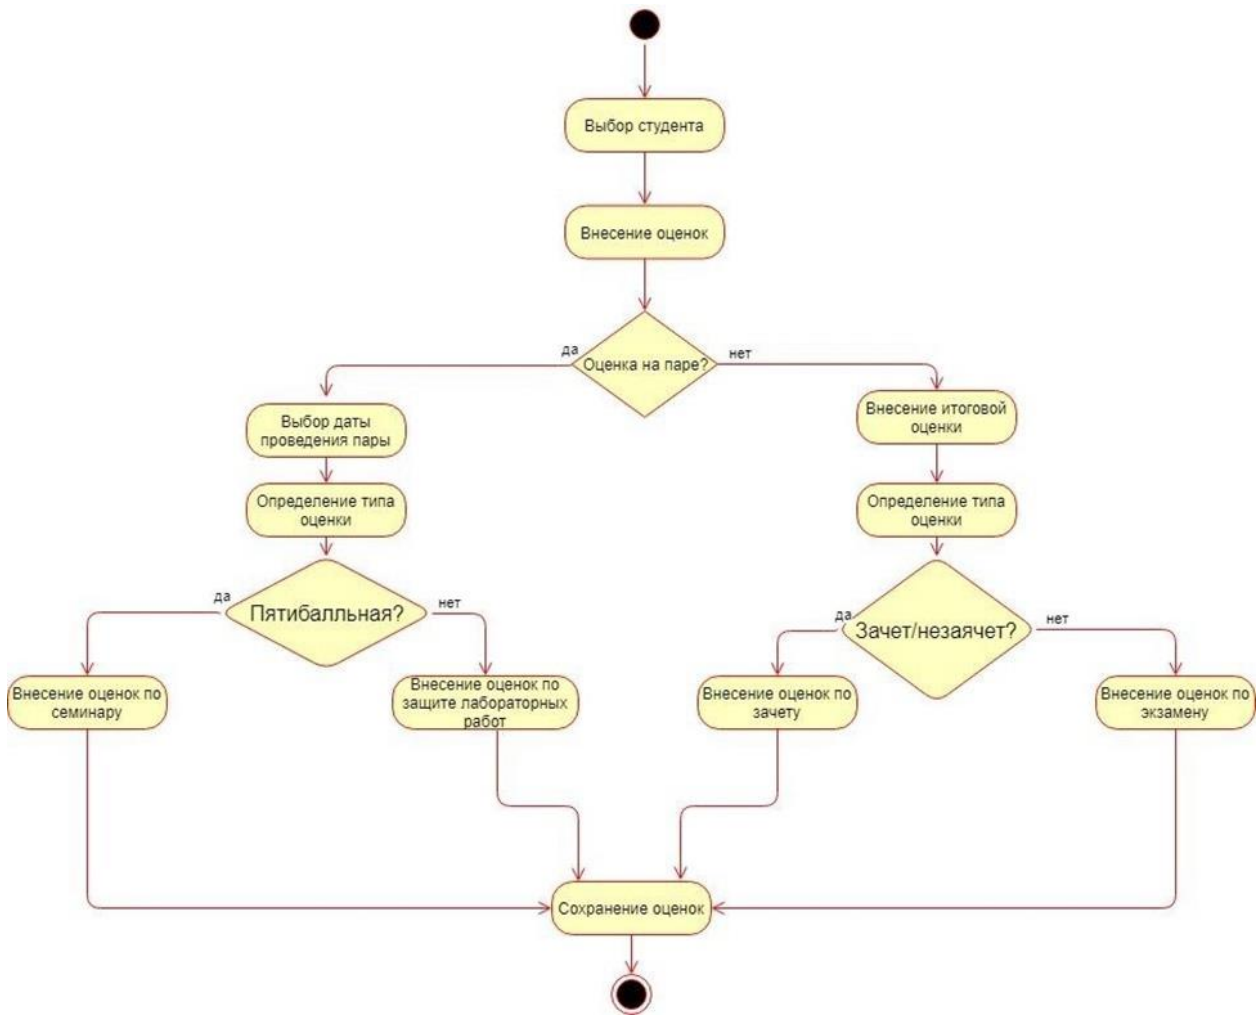 Выбор студента
Внесение оценок
Оценка на паре?
да
нет
Выбор даты
проведения пары
Внесение итоговой
оценки
Определение типа
оценки
Определение типа
оценки
Пятибалльная?
да
нет
Зачет/незаячет?
да
нет
Внесение оценок по
семинару
Внесение оценок по
защите лабораторных
работ
Внесение оценок по
зачету
Внесение оценок по
экзамену
Сохранение оценок